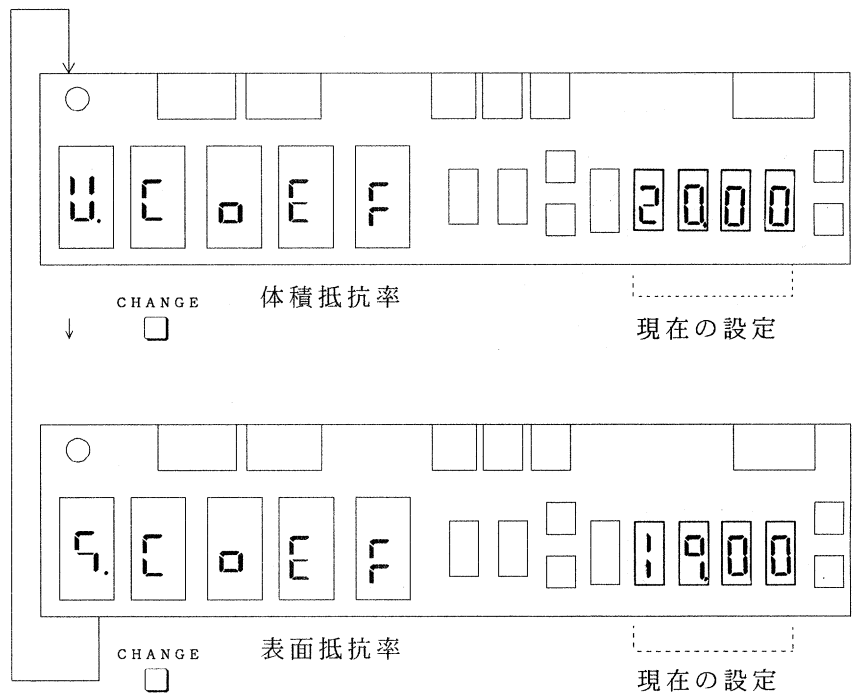 U. C o E F 20.00
CHANGE 体積抵抗率
現在の設定
↓
S. C o E F 19.00
CHANGE 表面抵抗率
現在の設定